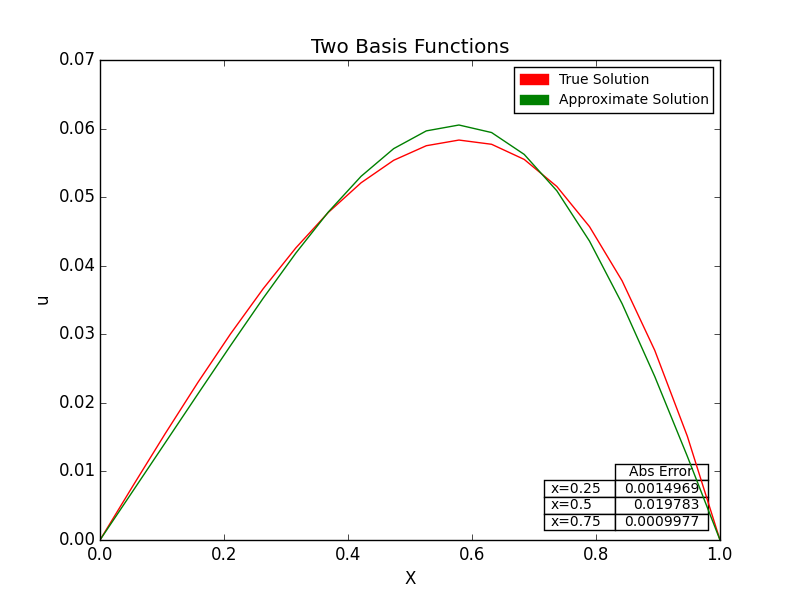 Two Basis Functions
0.07
0.06
0.05
0.04
0.03
0.02
0.01
0.00
u
True Solution
Approximate Solution
Abs Error
x=0.25 0.0014969
x=0.5 0.019783
x=0.75 0.0009977
0.0 0.2 0.4 0.6 0.8 1.0
X